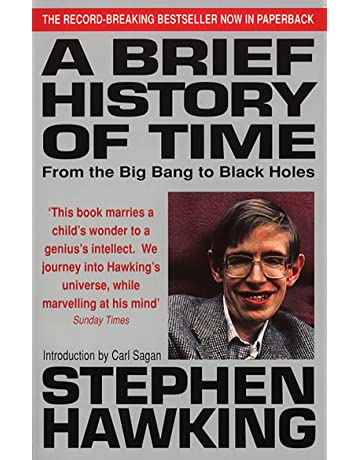 THE RECORD-BREAKING BESTSELLER NOW IN PAPERBACK
A BRIEF
HISTORY
OF TIME
From the Big Bang to Black Holes
'This book marries a
child's wonder to a
genius's intellect. We
journey into Hawking's
universe, while
marvelling at his mind'
Sunday Times
Introduction by Carl Sagan
STEPHEN
HAWKING